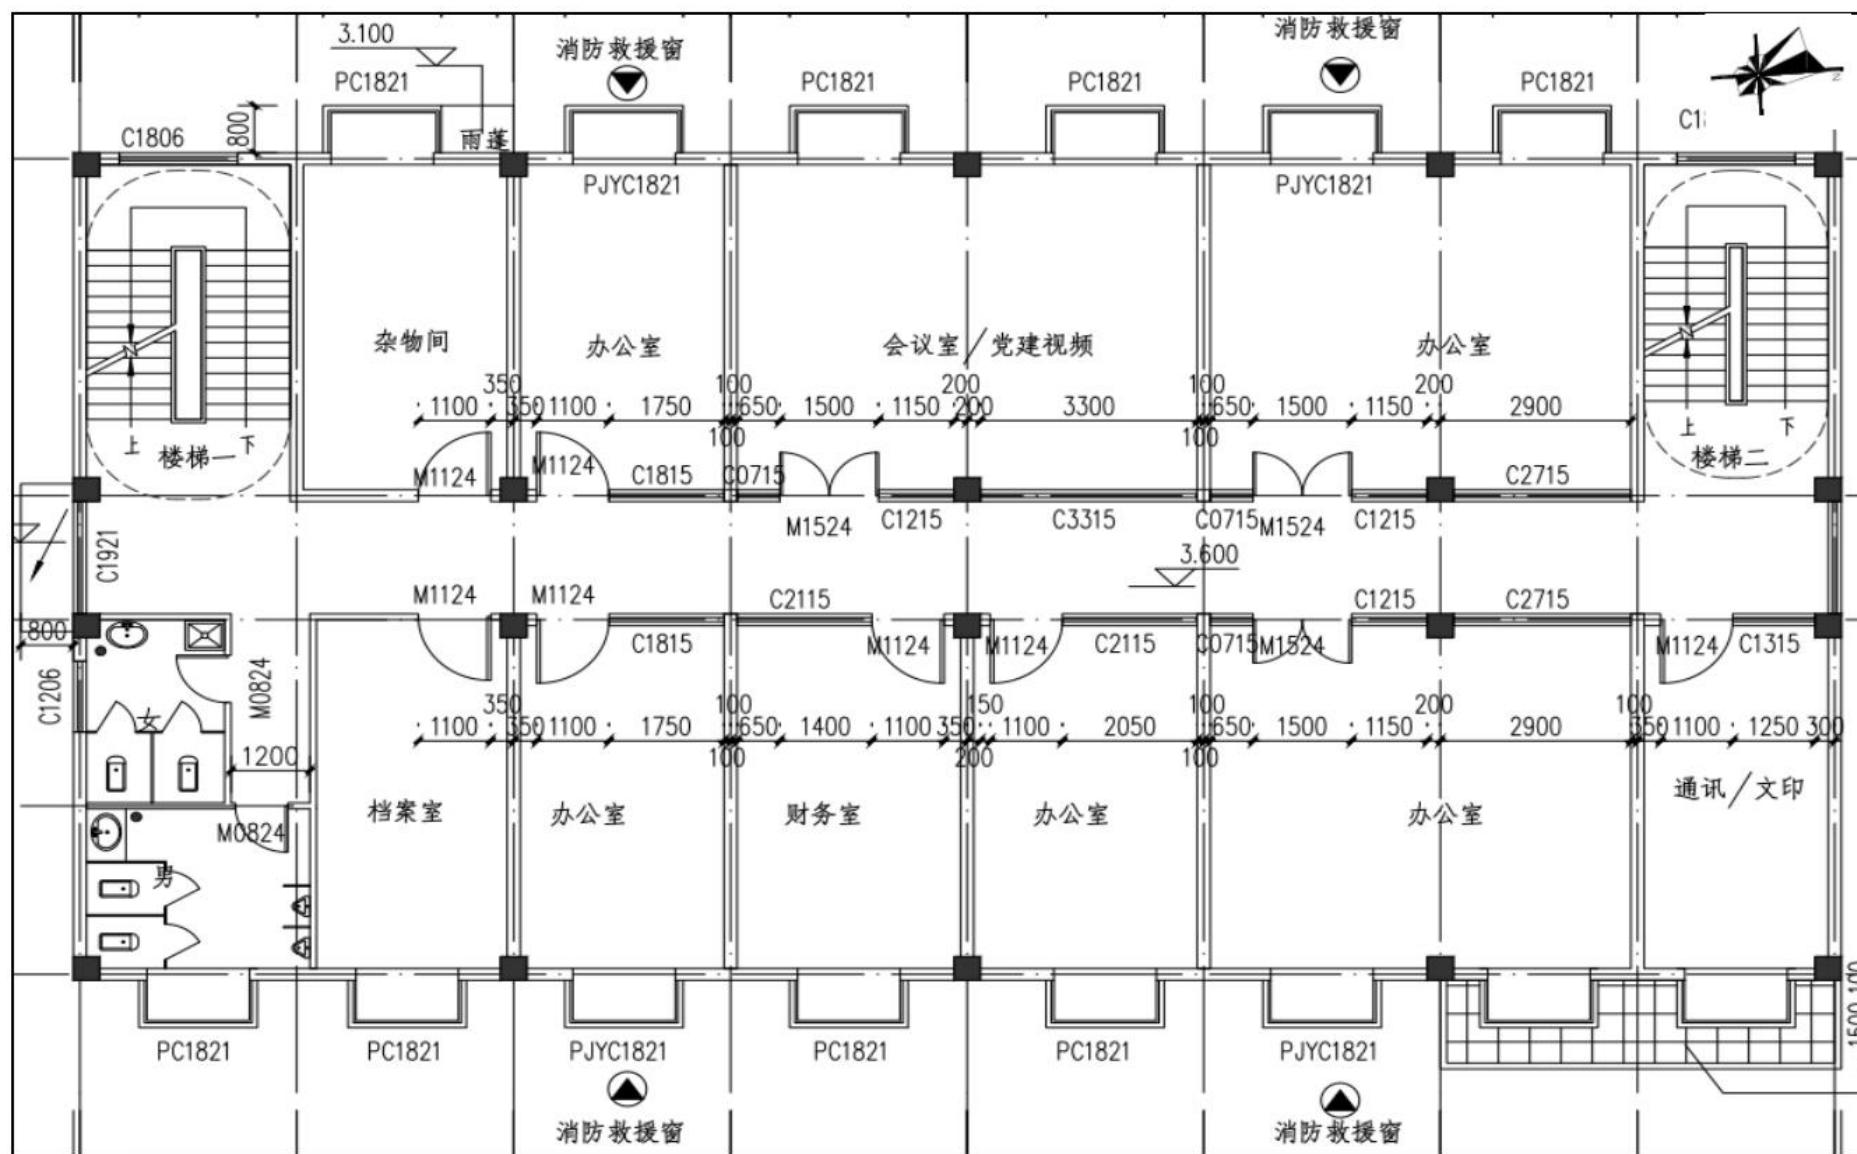 3.100
消防救援窗
消防救援窗
PC1821
PC1821
PC1821
PC1821
C1806
800
雨蓬
PJYC1821
PJYC1821
杂物间
办公室
会议室/党建视频
办公室
350
100
200
100
200
1100
350
1100
1750
650
1500
1150
200
3300
650
1500
1150
2900
100
100
上
下
楼梯一
上
下
楼梯二
M1124
M1124
C1815
C0715
C2715
M1524
C1215
C3315
C0715
M1524
C1215
3.600
C1921
M1124
M1124
C2115
C1215
C2715
800
C1815
M1124
M1124
C2115
C0715
M1524
M1124
C1315
C1206
M0824
女
350
100
150
100
200
100
1100
350
1100
1750
650
1400
1100
350
1100
2050
650
1500
1150
2900
350
1100
1250
300
100
200
100
1200
档案室
办公室
财务室
办公室
办公室
通讯/文印
M0824
男
1500
100
PC1821
PC1821
PJYC1821
PC1821
PC1821
PJYC1821
消防救援窗
消防救援窗